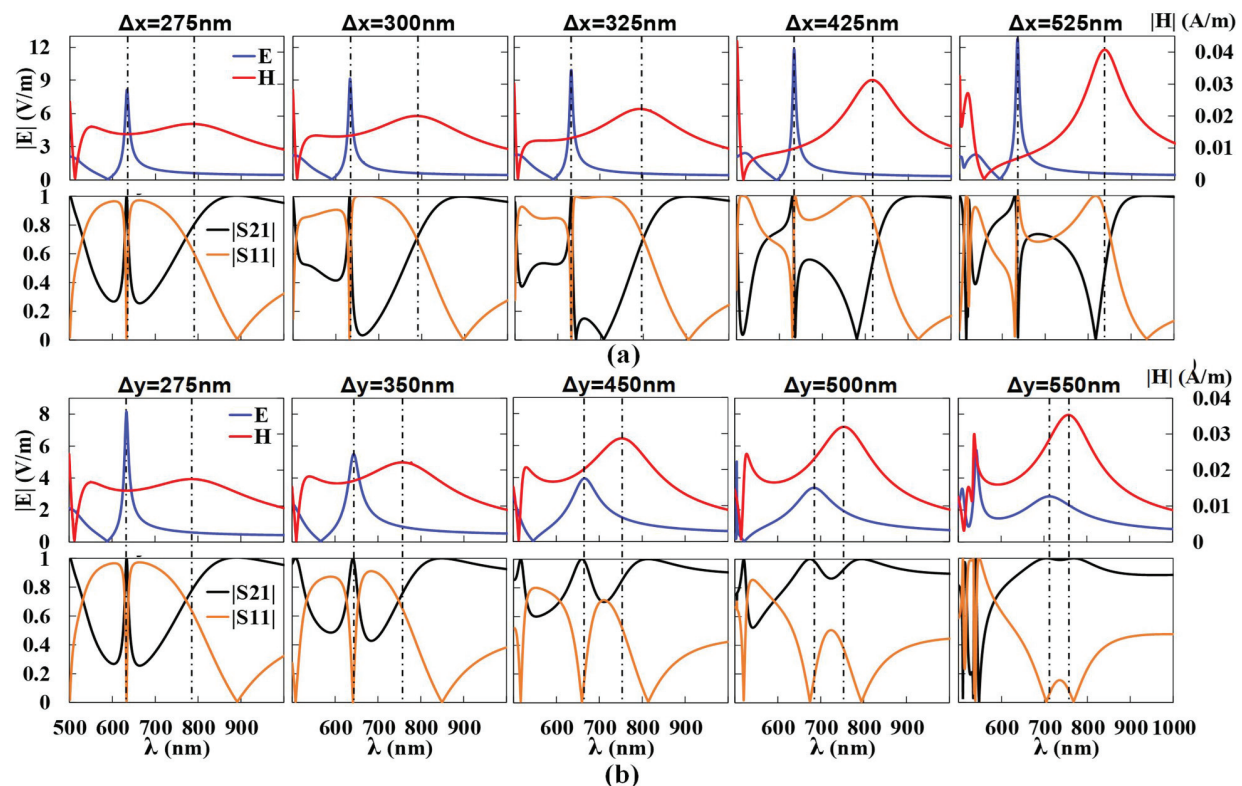 Δx=275nm Δx=300nm Δx=325nm Δx=425nm Δx=525nm |H| (A/m)
|E| (V/m)
12
9
6
3
0
E
H
0.04
0.03
0.02
0.01
0
1
0.8
0.6
0.4
0.2
0
|S21|
|S11|
(a)
Δy=275nm Δy=350nm Δy=450nm Δy=500nm Δy=550nm |H| (A/m)
|E| (V/m)
8
6
4
2
0
E
H
0.04
0.03
0.02
0.01
0
1
0.8
0.6
0.4
0.2
0
|S21|
|S11|
500 600 700 800 900 600 700 800 900 600 700 800 900 600 700 800 900 600 700 800 900 1000
λ (nm) λ (nm) λ (nm) λ (nm) λ (nm)
(b)